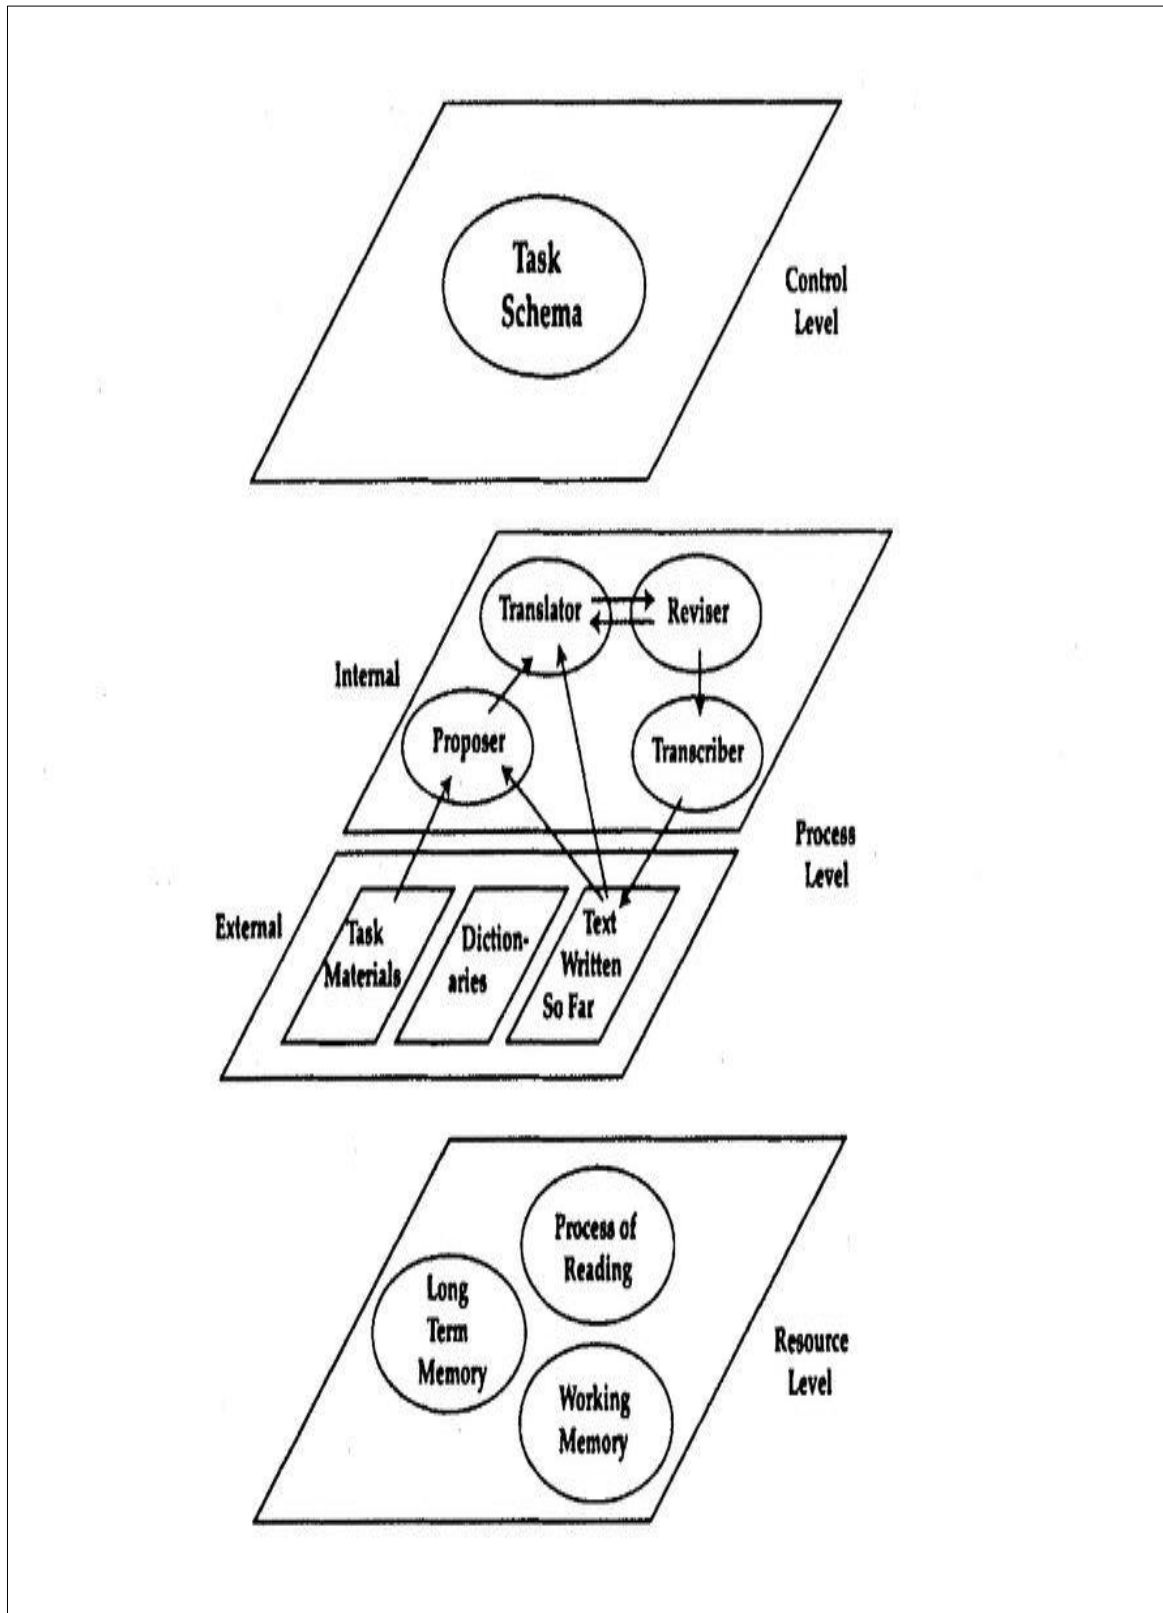 Task
Schema
Control
Level
Translator
Reviser
Internal
Proposer
Transcriber
Process
Level
External
Task
Materials
Diction-
aries
Text
Written
So Far
Process of
Reading
Long
Term
Memory
Resource
Level
Working
Memory